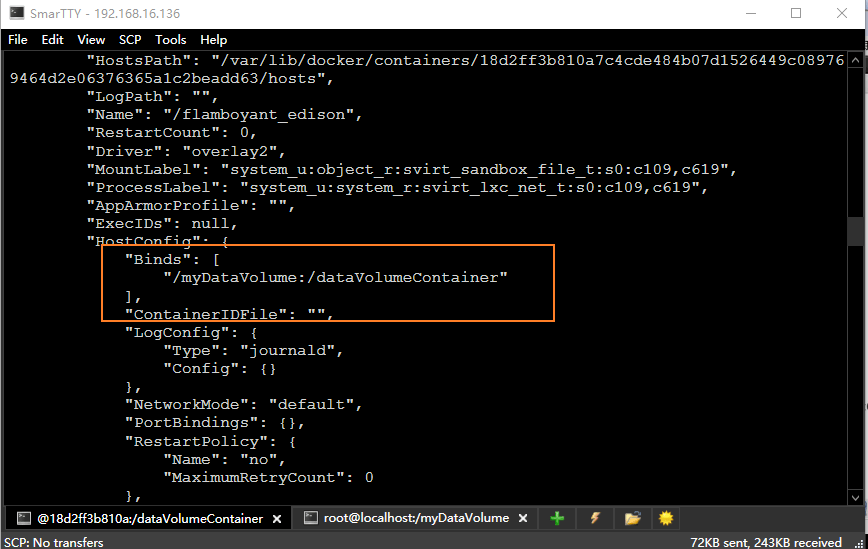 SmarTTY - 192.168.16.136
File Edit View SCP Tools Help
"HostsPath": "/var/lib/docker/containers/18d2ff3b810a7c4cde484b07d1526449c08976
9464d2e06376365a1c2beadd63/hosts",
"LogPath": "",
"Name": "/flamboyant_edison",
"RestartCount": 0,
"Driver": "overlay2",
"MountLabel": "system_u:object_r:svirt_sandbox_file_t:s0:c109,c619",
"ProcessLabel": "system_u:system_r:svirt_lxc_net_t:s0:c109,c619",
"AppArmorProfile": "",
"ExecIDs": null,
"HostConfig": {
"Binds": [
"/myDataVolume:/dataVolumeContainer"
],
"ContainerIDFile": "",
"LogConfig": {
"Type": "journald",
"Config": {}
},
"NetworkMode": "default",
"PortBindings": {},
"RestartPolicy": {
"Name": "no",
"MaximumRetryCount": 0
},
@18d2ff3b810a:/dataVolumeContainer root@localhost:/myDataVolume
SCP: No transfers 72KB sent, 243KB received